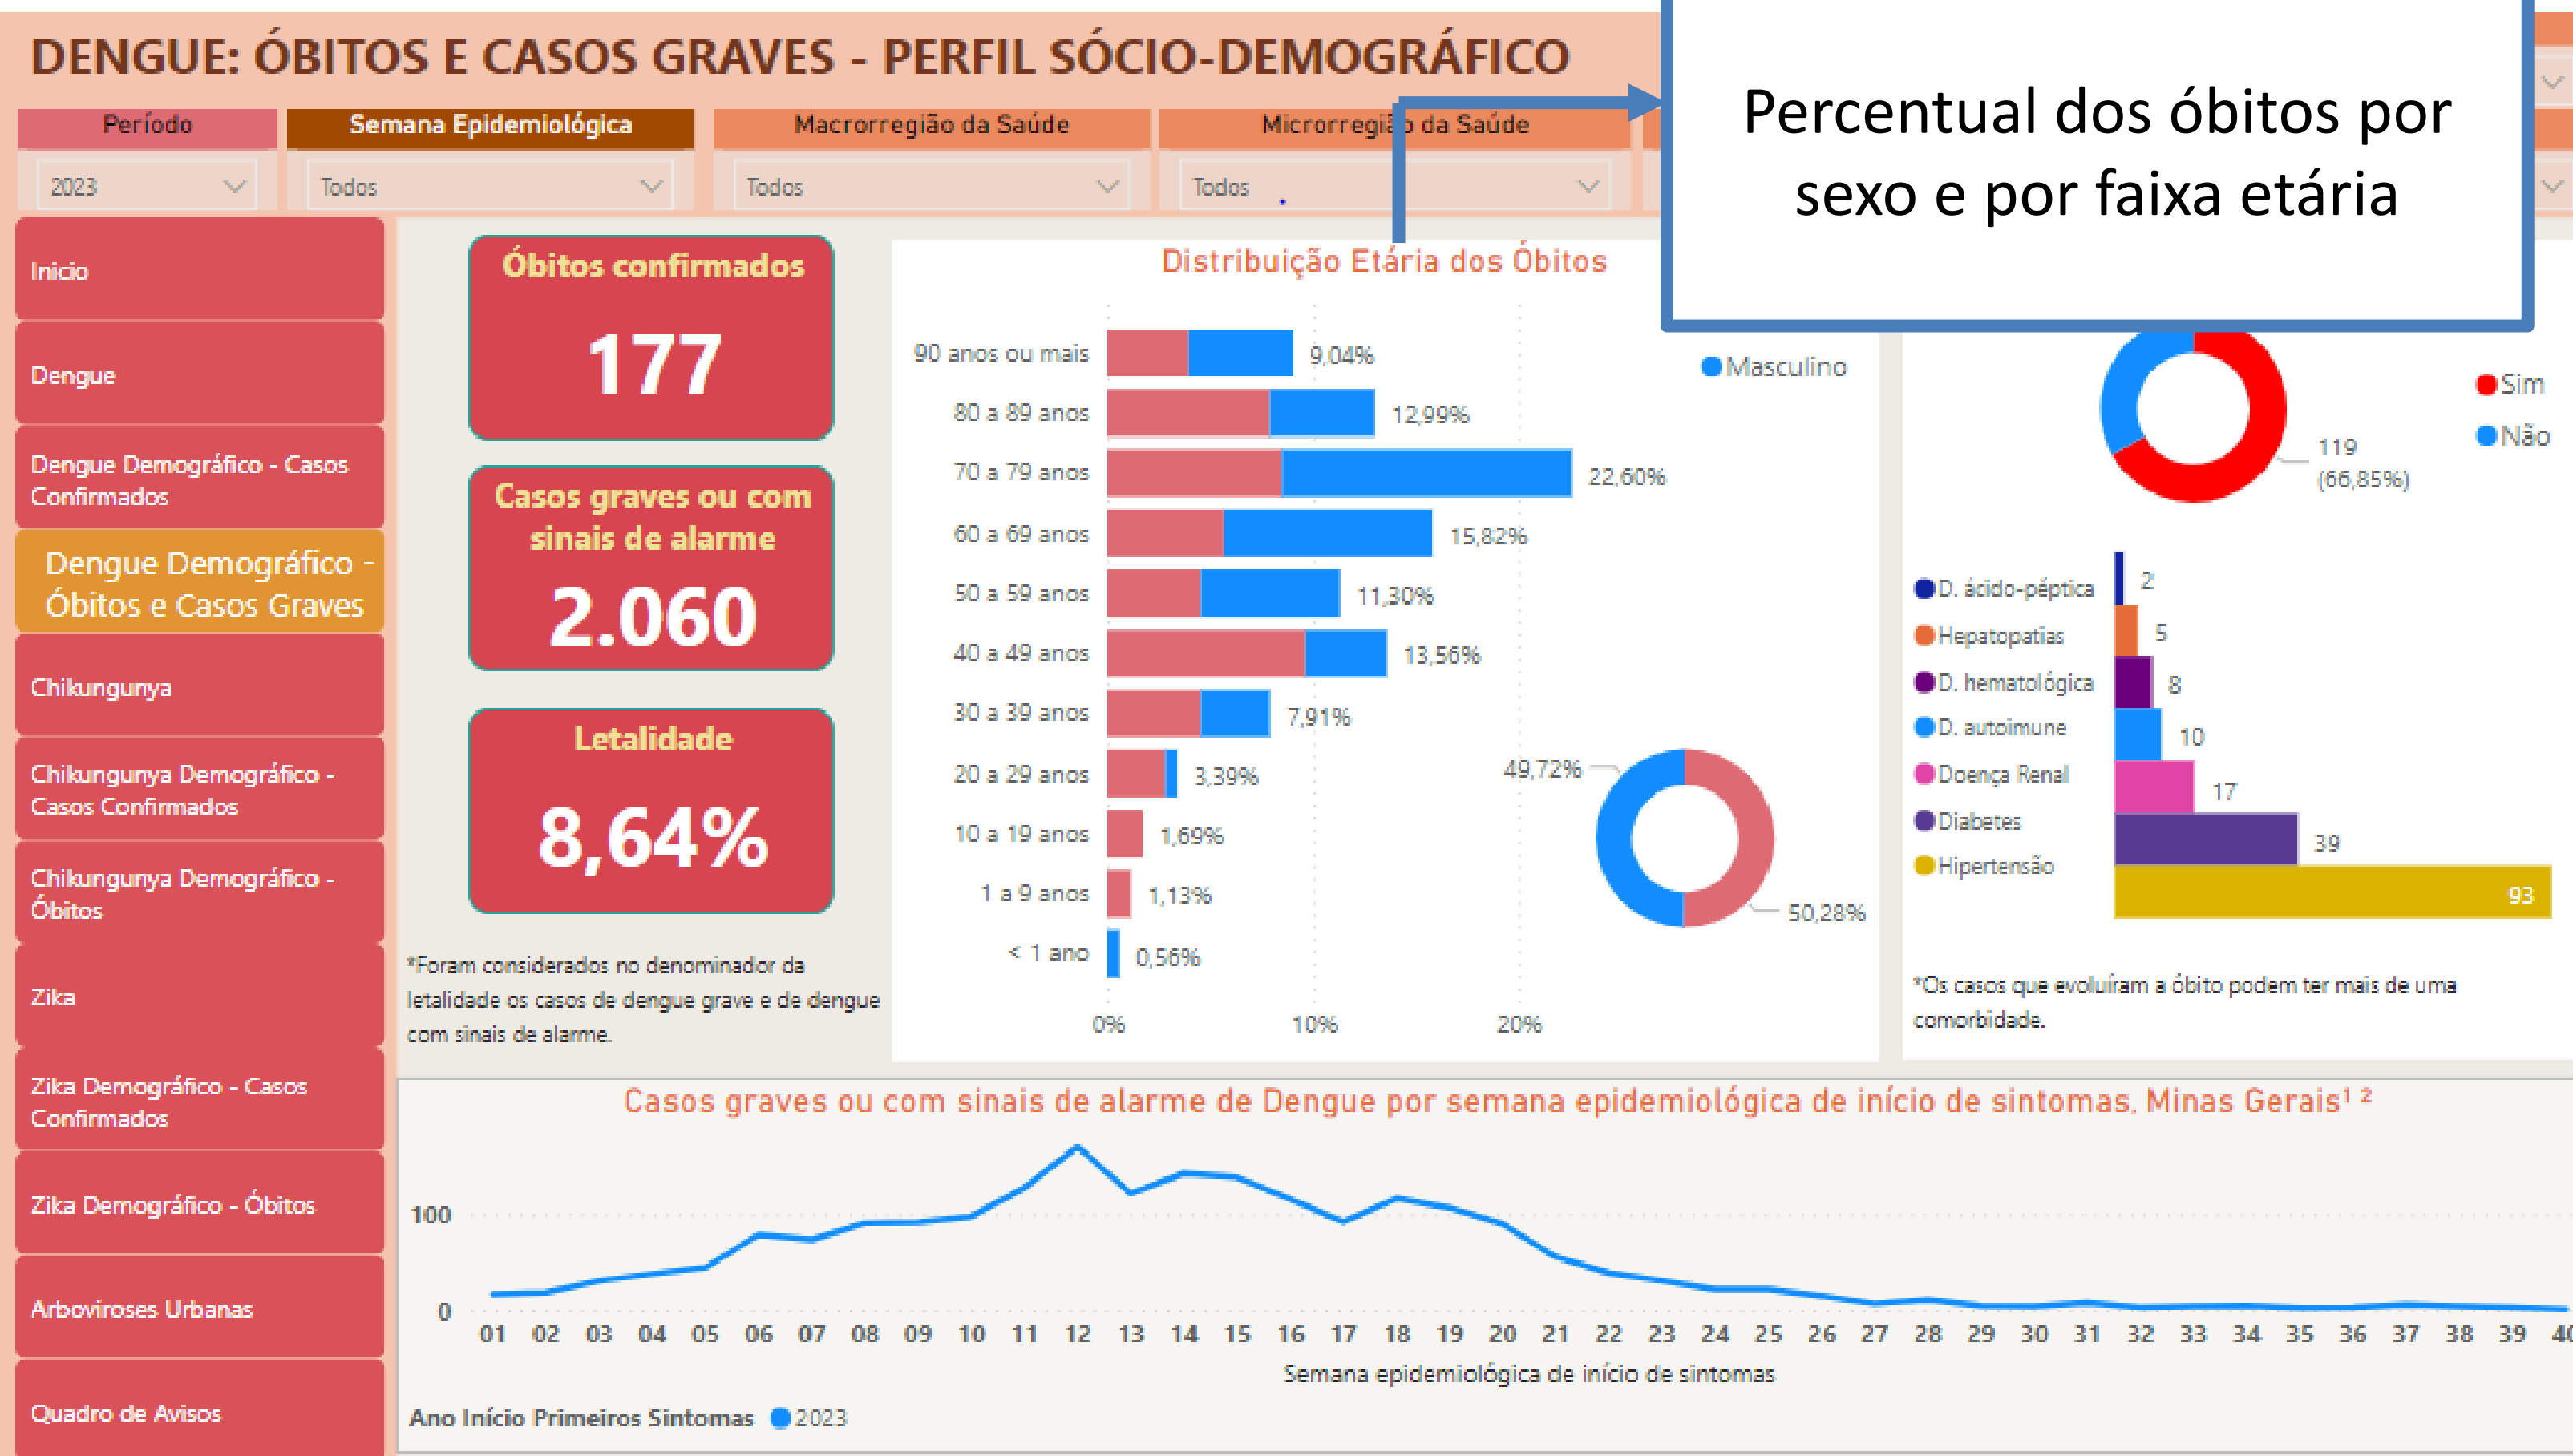 DENGUE: ÓBITOS E CASOS GRAVES - PERFIL SÓCIO-DEMOGRÁFICO
Percentual dos óbitos por
sexo e por faixa etária
Período
Semana Epidemiológica
Macrorregião da Saúde
Microrregião da Saúde
2023
Todos
Todos
Todos
Inicio
Dengue
Dengue Demográfico - Casos
Confirmados
Dengue Demográfico -
Óbitos e Casos Graves
Chikungunya
Chikungunya Demográfico -
Casos Confirmados
Chikungunya Demográfico -
Óbitos
Zika
Zika Demográfico - Casos
Confirmados
Zika Demográfico - Óbitos
Arboviroses Urbanas
Quadro de Avisos
Óbitos confirmados
177
Casos graves ou com
sinais de alarme
2.060
Letalidade
8,64%
*Foram considerados no denominador da
letalidade os casos de dengue grave e de dengue
com sinais de alarme.
Distribuição Etária dos Óbitos
Masculino
90 anos ou mais 9,04%
80 a 89 anos 12,99%
70 a 79 anos 22,60%
60 a 69 anos 15,82%
50 a 59 anos 11,30%
40 a 49 anos 13,56%
30 a 39 anos 7,91%
20 a 29 anos 3,39%
10 a 19 anos 1,69%
1 a 9 anos 1,13%
< 1 ano 0,56%
0% 10% 20%
49,72%
50,28%
Sim
Não
119
(66,85%)
D. ácido-péptica 2
Hepatopatias 5
D. hematológica 8
D. autoimune 10
Doença Renal 17
Diabetes 39
Hipertensão 93
*Os casos que evoluíram a óbito podem ter mais de uma
comorbidade.
Casos graves ou com sinais de alarme de Dengue por semana epidemiológica de início de sintomas, Minas Gerais¹ ²
100
0
01 02 03 04 05 06 07 08 09 10 11 12 13 14 15 16 17 18 19 20 21 22 23 24 25 26 27 28 29 30 31 32 33 34 35 36 37 38 39 40
Semana epidemiológica de início de sintomas
Ano Início Primeiros Sintomas 2023